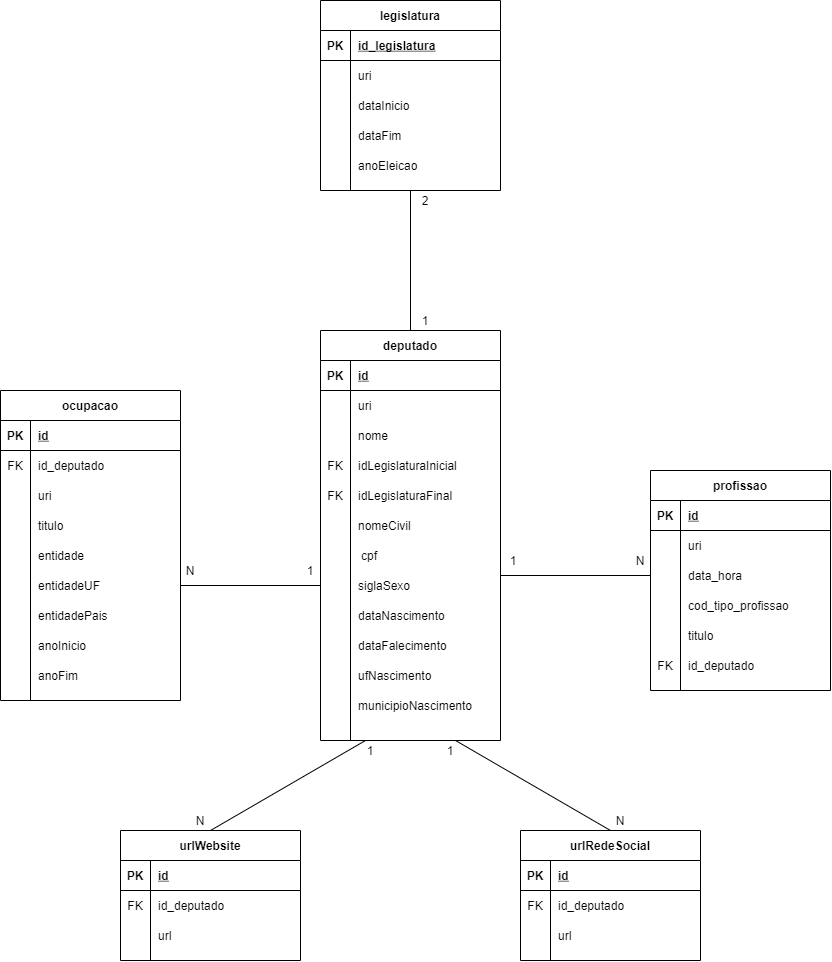 legislatura
PK id_legislatura
uri
dataInicio
dataFim
anoEleicao
2
1
deputado
PK id
uri
nome
FK idLegislaturaInicial
FK idLegislaturaFinal
nomeCivil
cpf
siglaSexo
dataNascimento
dataFalecimento
ufNascimento
municipioNascimento
ocupacao
PK id
FK id_deputado
uri
titulo
entidade
entidadeUF
entidadePais
anoInicio
anoFim
N 1
profissao
PK id
uri
data_hora
cod_tipo_profissao
titulo
FK id_deputado
1 N
1 1
N N
urlWebsite
PK id
FK id_deputado
url
urlRedeSocial
PK id
FK id_deputado
url